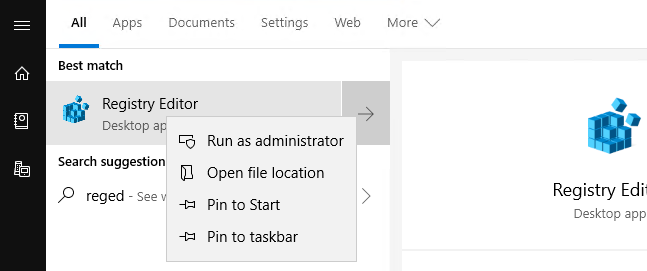 All Apps Documents Settings Web More
Best match
Registry Editor
Desktop ap
Run as administrator
Open file location
Search suggestion
Pin to Start
reged - See w
Pin to taskbar
Registry Edit
Desktop app